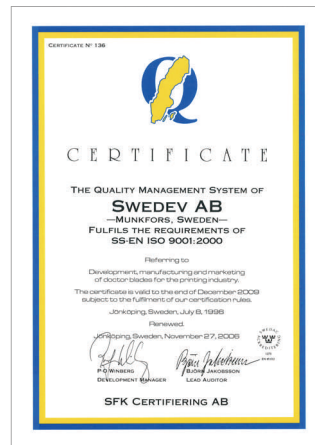 CERTIFICATE Nº 136
CERTIFICATE
THE QUALITY MANAGEMENT SYSTEM OF
SWEDEV AB
—MUNKFORS, SWEDEN—
FULFILS THE REQUIREMENTS OF
SS-EN ISO 9001:2000
Referring to
Development, manufacturing and marketing
of doctor blades for the printing industry.
The certificate is valid to the end of December 2009
subject to the fulfilment of our certification rules.
Jönköping, Sweden, July 8, 1996
Renewed
Jönköping, Sweden, November 27, 2006
P-O WINBERG
BJÖRN JAKOBSSON
DEVELOPMENT MANAGER
LEAD AUDITOR
SFK CERTIFIERING AB